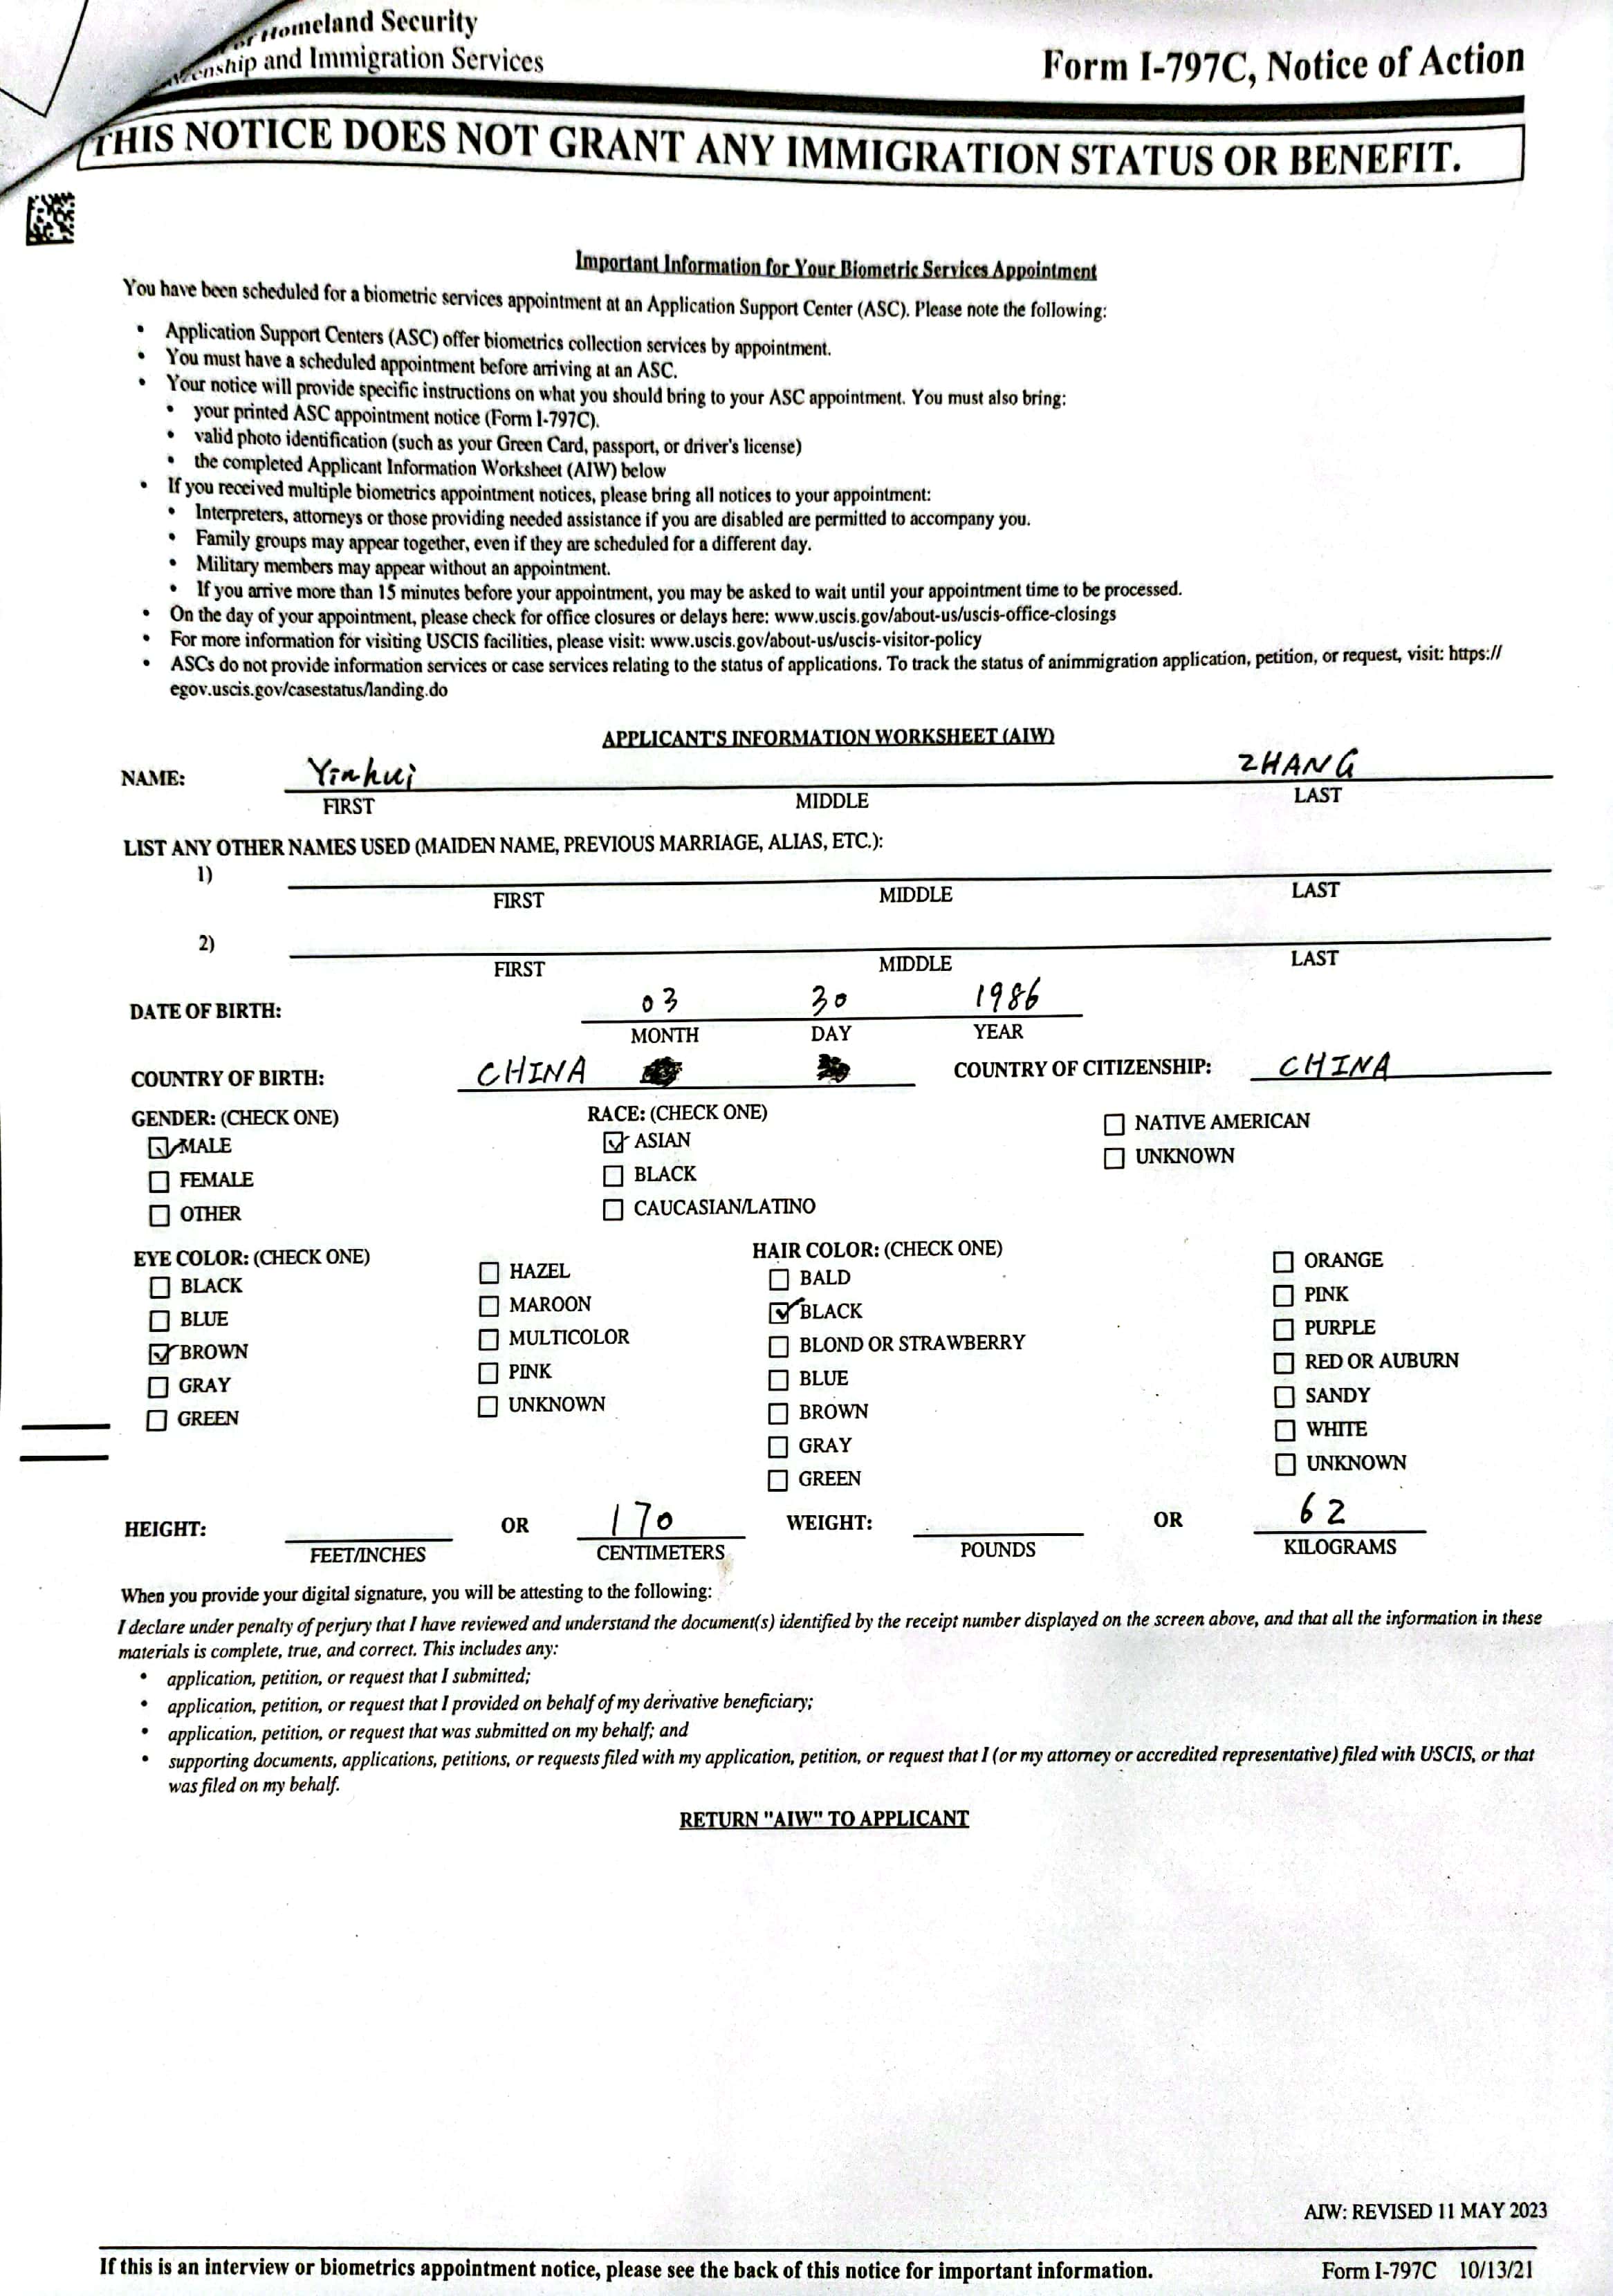 Homeland Security
and Immigration Services
Form I-797C, Notice of Action
THIS NOTICE DOES NOT GRANT ANY IMMIGRATION STATUS OR BENEFIT.
Important Information for Your Biometric Services Appointment
You have been scheduled for a biometric services appointment at an Application Support Center (ASC). Please note the following:
• Application Support Centers (ASC) offer biometrics collection services by appointment.
• You must have a scheduled appointment before arriving at an ASC.
• Your notice will provide specific instructions on what you should bring to your ASC appointment. You must also bring:
• your printed ASC appointment notice (Form I-797C).
• valid photo identification (such as your Green Card, passport, or driver's license)
• the completed Applicant Information Worksheet (AIW) below
• If you received multiple biometrics appointment notices, please bring all notices to your appointment:
• Interpreters, attorneys or those providing needed assistance if you are disabled are permitted to accompany you.
• Family groups may appear together, even if they are scheduled for a different day.
• Military members may appear without an appointment.
• If you arrive more than 15 minutes before your appointment, you may be asked to wait until your appointment time to be processed.
• On the day of your appointment, please check for office closures or delays here: www.uscis.gov/about-us/uscis-office-closings
• For more information for visiting USCIS facilities, please visit: www.uscis.gov/about-us/uscis-visitor-policy
• ASCs do not provide information services or case services relating to the status of applications. To track the status of animmigration application, petition, or request, visit: https://
egov.uscis.gov/casestatus/landing.do
APPLICANT'S INFORMATION WORKSHEET (AIW)
NAME: Yinhui ZHANG
FIRST MIDDLE LAST
LIST ANY OTHER NAMES USED (MAIDEN NAME, PREVIOUS MARRIAGE, ALIAS, ETC.):
1)
FIRST MIDDLE LAST
2)
FIRST MIDDLE LAST
DATE OF BIRTH: 03 30 1986
MONTH DAY YEAR
COUNTRY OF BIRTH: CHINA COUNTRY OF CITIZENSHIP: CHINA
GENDER: (CHECK ONE) RACE: (CHECK ONE)
MALE ASIAN NATIVE AMERICAN
FEMALE BLACK UNKNOWN
OTHER CAUCASIAN/LATINO
EYE COLOR: (CHECK ONE) HAIR COLOR: (CHECK ONE)
BLACK HAZEL BALD ORANGE
BLUE MAROON BLACK PINK
BROWN MULTICOLOR BLOND OR STRAWBERRY PURPLE
GRAY PINK BLUE RED OR AUBURN
GREEN UNKNOWN BROWN SANDY
GRAY WHITE
GREEN UNKNOWN
HEIGHT: OR 170 WEIGHT: OR 62
FEET/INCHES CENTIMETERS POUNDS KILOGRAMS
When you provide your digital signature, you will be attesting to the following:
I declare under penalty of perjury that I have reviewed and understand the document(s) identified by the receipt number displayed on the screen above, and that all the information in these
materials is complete, true, and correct. This includes any:
• application, petition, or request that I submitted;
• application, petition, or request that I provided on behalf of my derivative beneficiary;
• application, petition, or request that was submitted on my behalf; and
• supporting documents, applications, petitions, or requests filed with my application, petition, or request that I (or my attorney or accredited representative) filed with USCIS, or that
was filed on my behalf.
RETURN "AIW" TO APPLICANT
AIW: REVISED 11 MAY 2023
If this is an interview or biometrics appointment notice, please see the back of this notice for important information.
Form I-797C 10/13/21